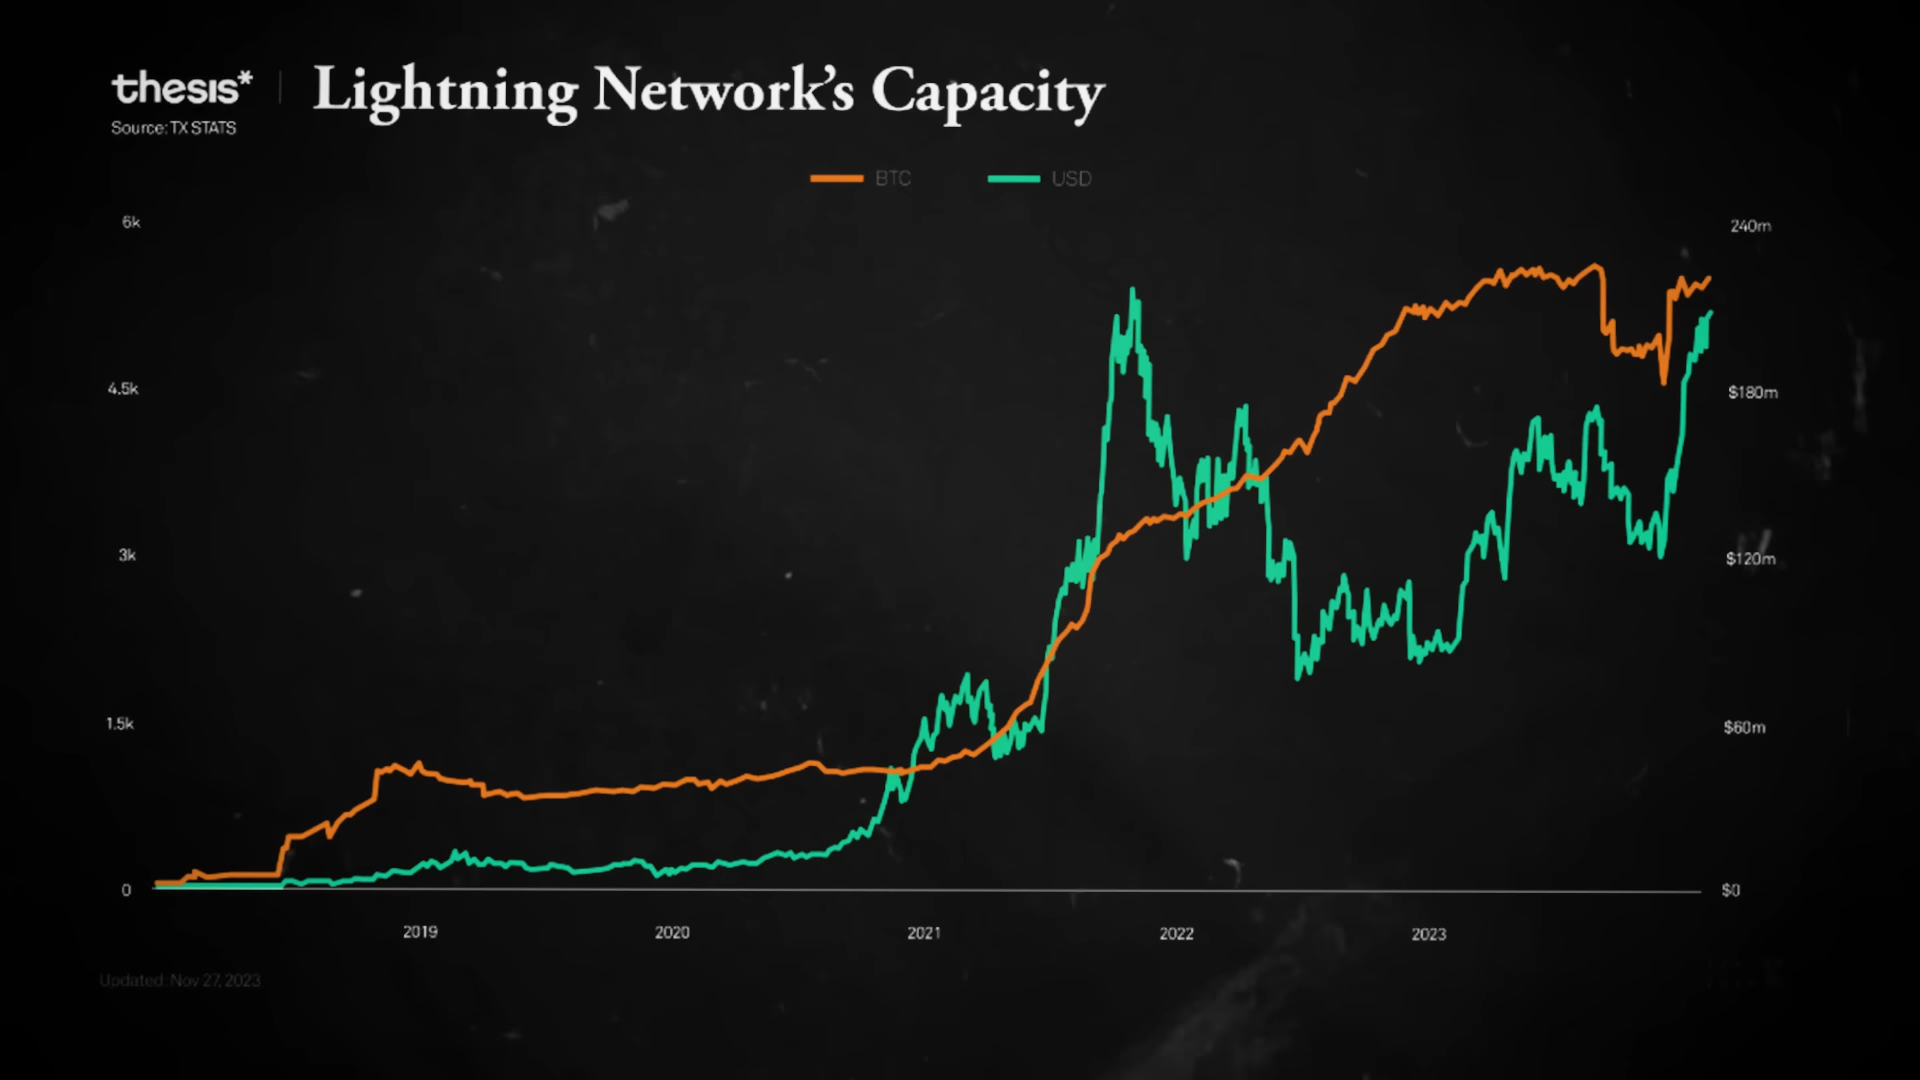 thesis*
Source: TX STATS
Lightning Network's Capacity
BTC
USD
6k
4.5k
3k
1.5k
0
240m
$180m
$120m
$60m
$0
2019
2020
2021
2022
2023
Updated: Nov 27, 2023